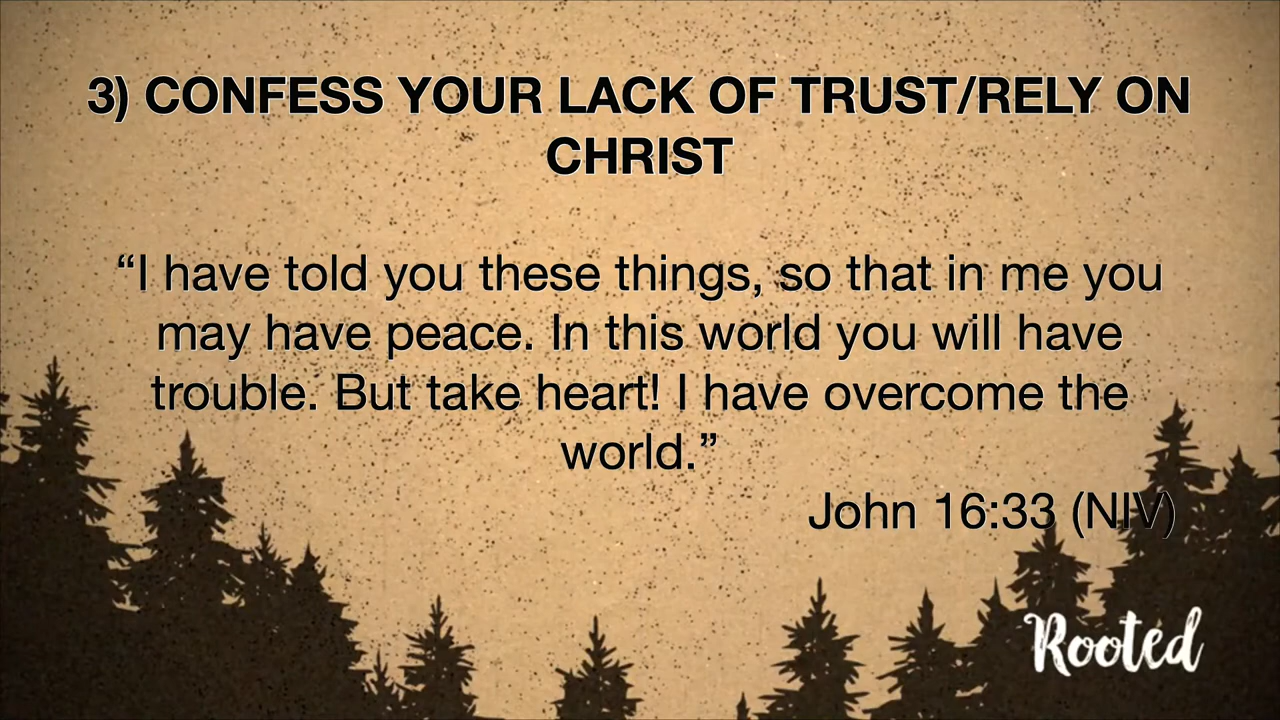 3) CONFESS YOUR LACK OF TRUST/RELY ON
CHRIST
“I have told you these things, so that in me you
may have peace. In this world you will have
trouble. But take heart! I have overcome the
world.”
John 16:33 (NIV)
Rooted